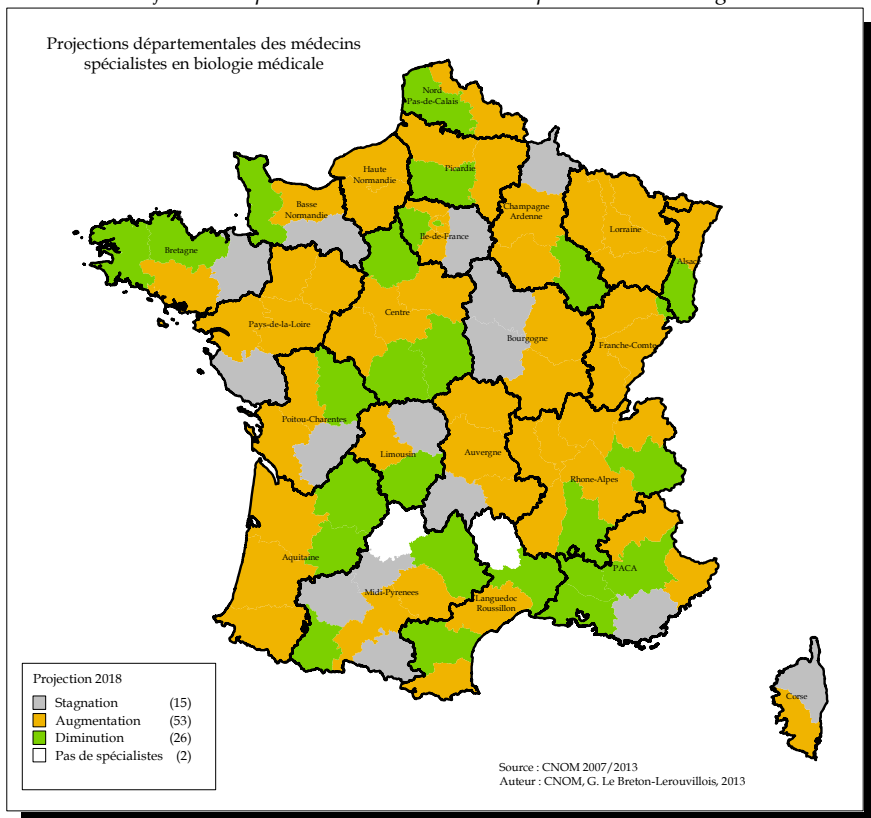 Projections départementales des médecins
spécialistes en biologie médicale
Nord
Pas-de-Calais
Picardie
Haute
Normandie
Basse
Normandie
Champagne
Ardenne
Lorraine
Ile-de-France
Alsace
Bretagne
Centre
Pays-de-la-Loire
Bourgogne
Franche-Comte
Poitou-Charentes
Limousin
Auvergne
Rhone-Alpes
Aquitaine
PACA
Midi-Pyrenees
Languedoc
Roussillon
Corse
Projection 2018
Stagnation (15)
Augmentation (53)
Diminution (26)
Pas de spécialistes (2)
Source : CNOM 2007/2013
Auteur : CNOM, G. Le Breton-Lerouvillois, 2013